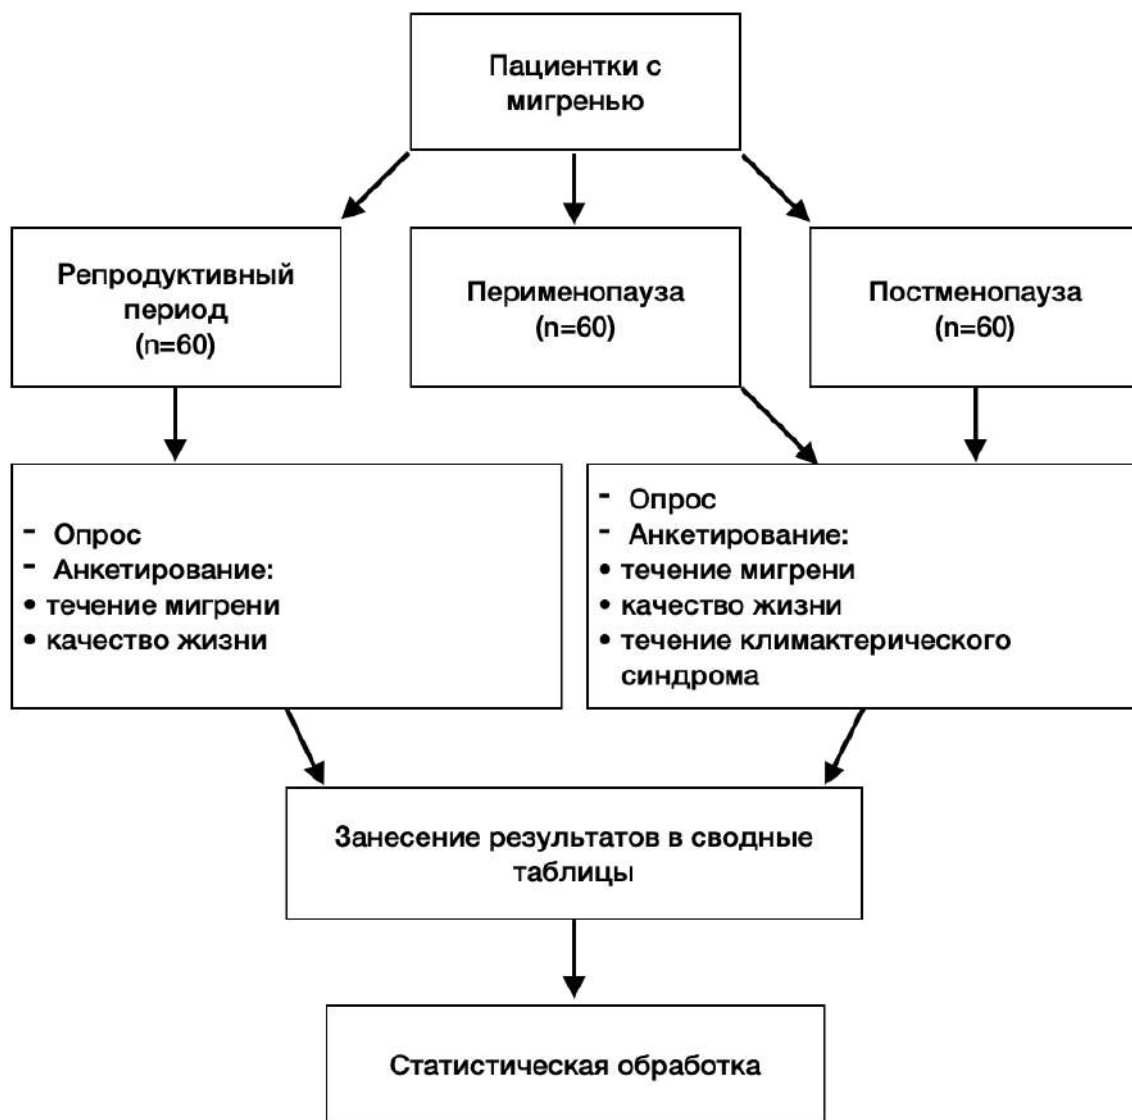 Пациентки с
мигренью
Репродуктивный
период
(n=60)
Перименопауза
(n=60)
Постменопауза
(n=60)
- Опрос
- Анкетирование:
• течение мигрени
• качество жизни
- Опрос
- Анкетирование:
• течение мигрени
• качество жизни
• течение климактерического
синдрома
Занесение результатов в сводные
таблицы
Статистическая обработка